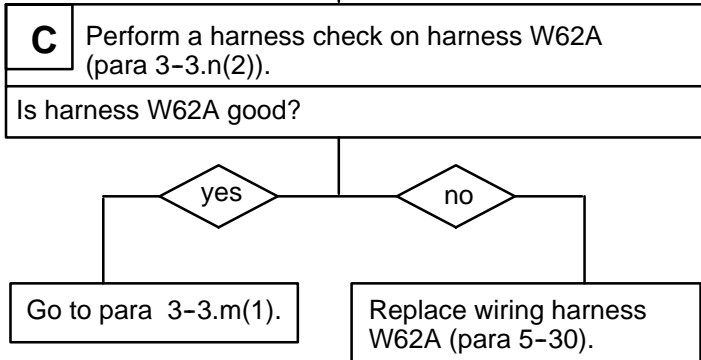 C
Perform a harness check on harness W62A
(para 3-3.n(2)).
Is harness W62A good?
yes
no
Go to para 3-3.m(1).
Replace wiring harness
W62A (para 5-30).